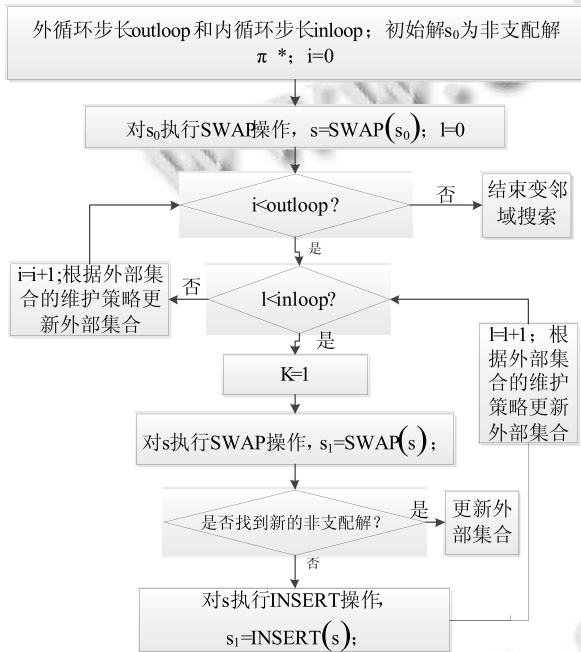 外循环步长outloop和内循环步长inloop；初始解s₀为非支配解
π *；i=0
对s₀执行SWAP操作，s=SWAP(s₀)；l=0
i<outloop？
否
结束变邻
域搜索
是
i=i+1;根据外部集
合的维护策略更
新外部集合
否
l<inloop?
是
l=l+1；根
据外部集
合的维护
策略更新
外部集合
K=1
对s执行SWAP操作，s₁=SWAP(s)；
是否找到新的非支配解？
是
更新外
部集合
否
对s执行INSERT操作，
s₁=INSERT(s)；